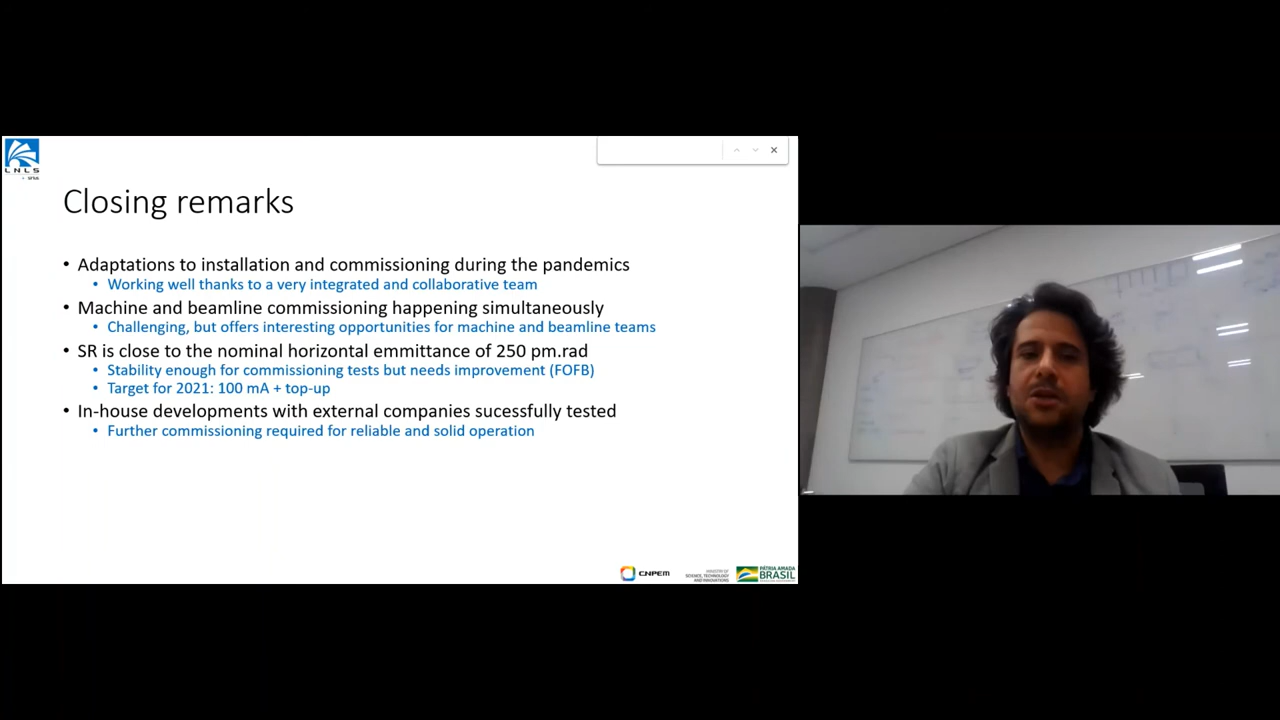 LNLS
Closing remarks
• Adaptations to installation and commissioning during the pandemics
• Working well thanks to a very integrated and collaborative team
• Machine and beamline commissioning happening simultaneously
• Challenging, but offers interesting opportunities for machine and beamline teams
• SR is close to the nominal horizontal emmittance of 250 pm.rad
• Stability enough for commissioning tests but needs improvement (FOFB)
• Target for 2021: 100 mA + top-up
• In-house developments with external companies sucessfully tested
• Further commissioning required for reliable and solid operation
CNPEM
MINISTRY OF
SCIENCE, TECHNOLOGY
AND INNOVATIONS
PÁTRIA AMADA
BRASIL